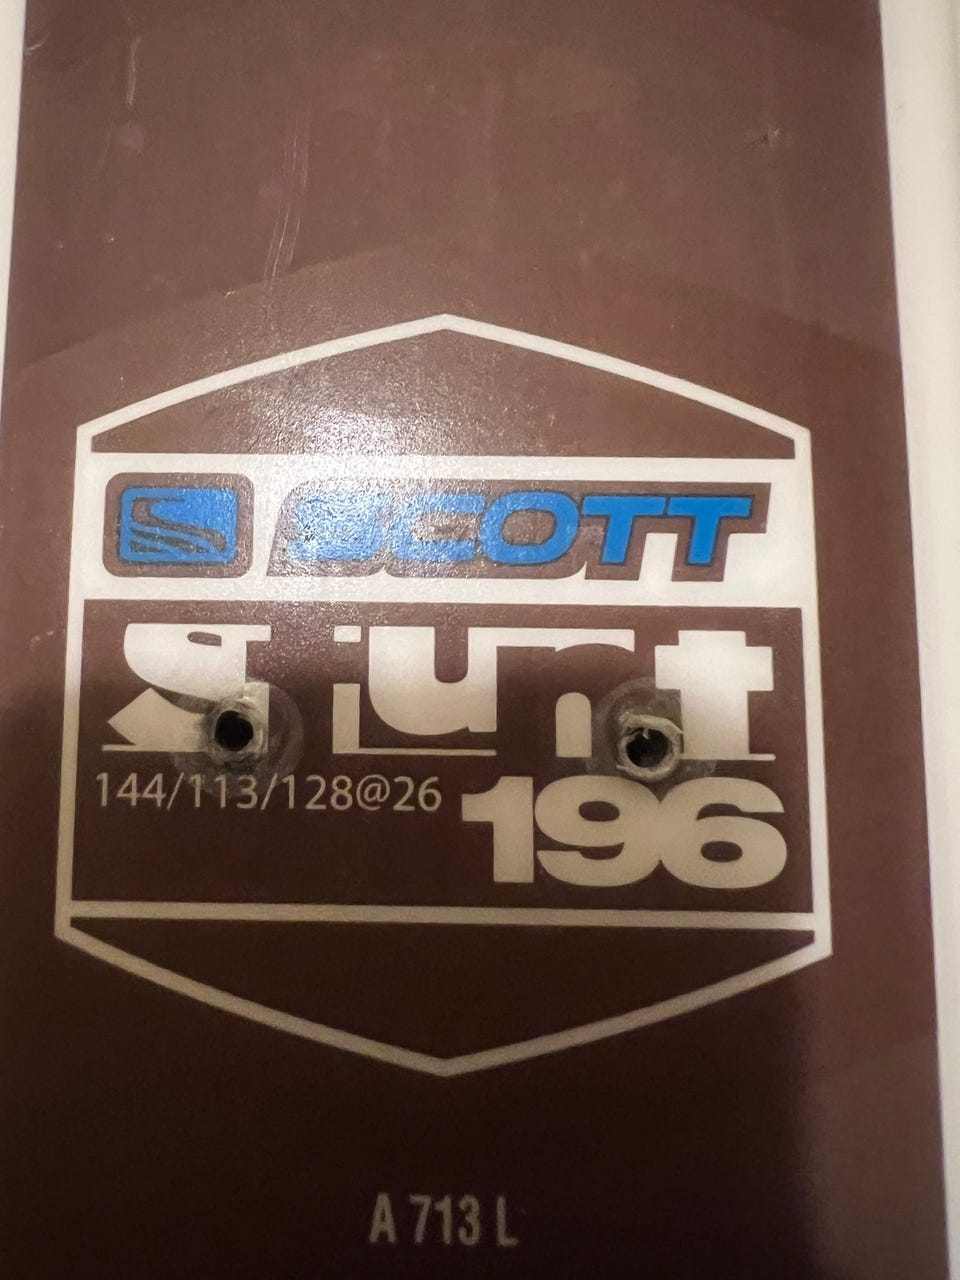 S SCOTT
Stunt
144/113/128@26
196
A 713 L